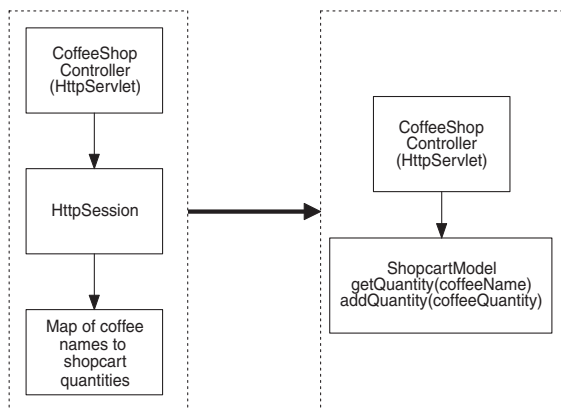 CoffeeShop
Controller
(HttpServlet)
HttpSession
Map of coffee
names to
shopcart
quantities
CoffeeShop
Controller
(HttpServlet)
ShopcartModel
getQuantity(coffeeName)
addQuantity(coffeeQuantity)